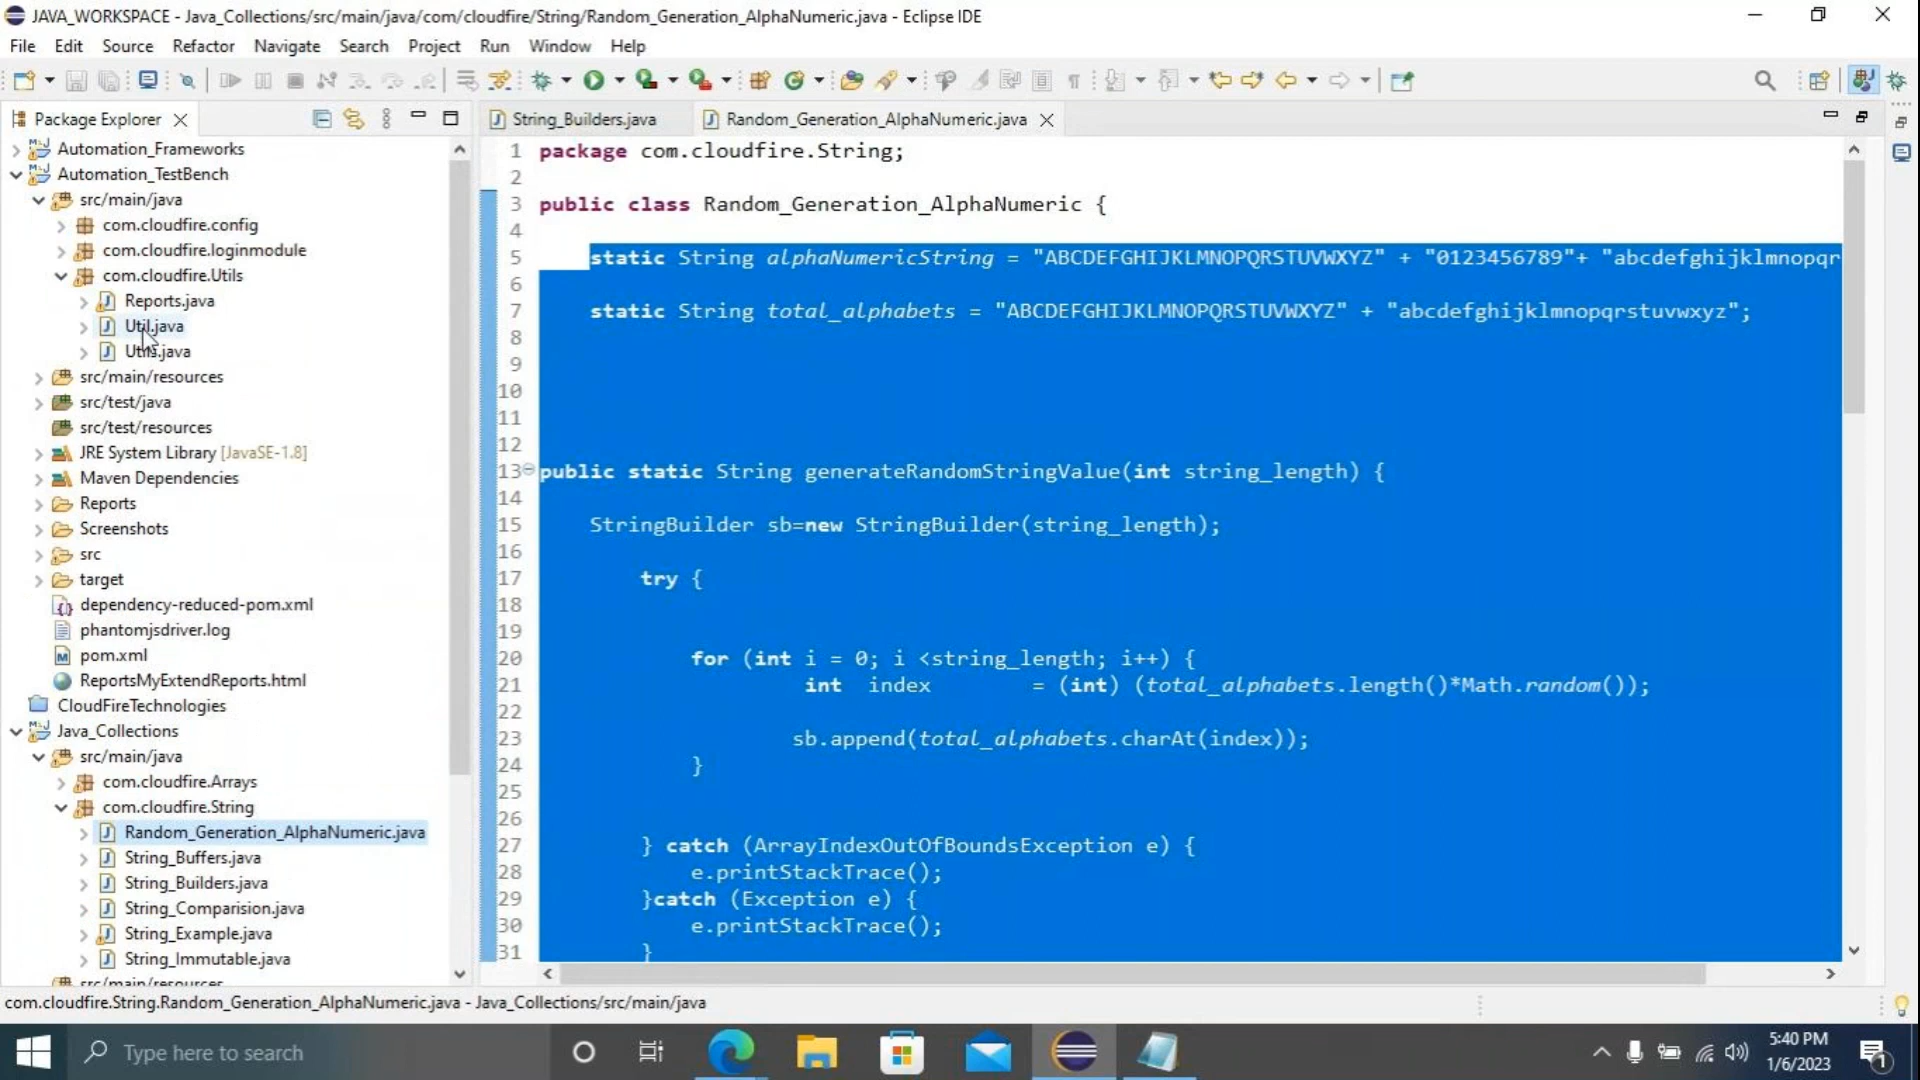 JAVA_WORKSPACE - Java_Collections/src/main/java/com/cloudfire/String/Random_Generation_AlphaNumeric.java - Eclipse IDE
File Edit Source Refactor Navigate Search Project Run Window Help
Package Explorer
String_Builders.java
Random_Generation_AlphaNumeric.java
Automation_Frameworks
Automation_TestBench
src/main/java
com.cloudfire.config
com.cloudfire.loginmodule
com.cloudfire.Utils
Reports.java
Util.java
Utils.java
src/main/resources
src/test/java
src/test/resources
JRE System Library [JavaSE-1.8]
Maven Dependencies
Reports
Screenshots
src
target
dependency-reduced-pom.xml
phantomjsdriver.log
pom.xml
ReportsMyExtendReports.html
CloudFireTechnologies
Java_Collections
src/main/java
com.cloudfire.Arrays
com.cloudfire.String
Random_Generation_AlphaNumeric.java
String_Buffers.java
String_Builders.java
String_Comparision.java
String_Example.java
String_Immutable.java
src/main/resources
1 package com.cloudfire.String;
2
3 public class Random_Generation_AlphaNumeric {
4
5 static String alphaNumericString = "ABCDEFGHIJKLMNOPQRSTUVWXYZ" + "0123456789"+ "abcdefghijklmnopqr
6
7 static String total_alphabets = "ABCDEFGHIJKLMNOPQRSTUVWXYZ" + "abcdefghijklmnopqrstuvwxyz";
8
9
10
11
12
13 public static String generateRandomStringValue(int string_length) {
14
15 StringBuilder sb=new StringBuilder(string_length);
16
17 try {
18
19
20 for (int i = 0; i <string_length; i++) {
21 int index = (int) (total_alphabets.length()*Math.random());
22
23 sb.append(total_alphabets.charAt(index));
24 }
25
26
27 } catch (ArrayIndexOutOfBoundsException e) {
28 e.printStackTrace();
29 }catch (Exception e) {
30 e.printStackTrace();
31 }
com.cloudfire.String.Random_Generation_AlphaNumeric.java - Java_Collections/src/main/java
Type here to search
5:40 PM
1/6/2023
1